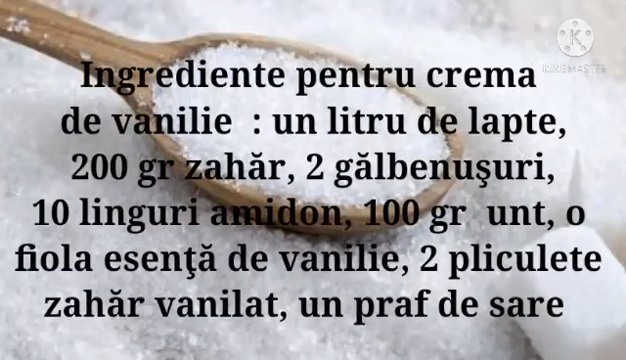 KINEMASTER
Ingrediente pentru crema
de vanilie : un litru de lapte,
200 gr zahăr, 2 gălbenuşuri,
10 linguri amidon, 100 gr unt, o
fiola esenţă de vanilie, 2 pliculete
zahăr vanilat, un praf de sare